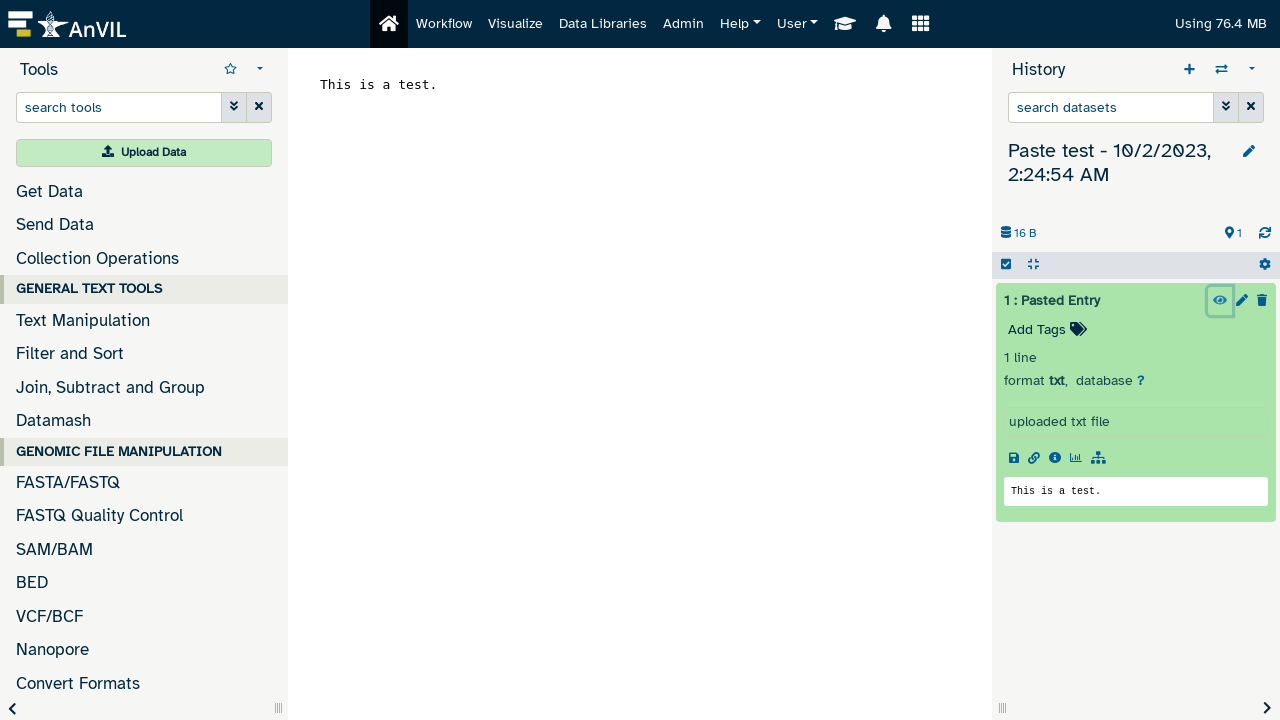 AnVIL
Workflow
Visualize
Data Libraries
Admin
Help
User
Using 76.4 MB
Tools
search tools
Upload Data
Get Data
Send Data
Collection Operations
GENERAL TEXT TOOLS
Text Manipulation
Filter and Sort
Join, Subtract and Group
Datamash
GENOMIC FILE MANIPULATION
FASTA/FASTQ
FASTQ Quality Control
SAM/BAM
BED
VCF/BCF
Nanopore
Convert Formats
This is a test.
History
search datasets
Paste test - 10/2/2023,
2:24:54 AM
16 B
1
1 : Pasted Entry
Add Tags
1 line
format txt, database ?
uploaded txt file
This is a test.